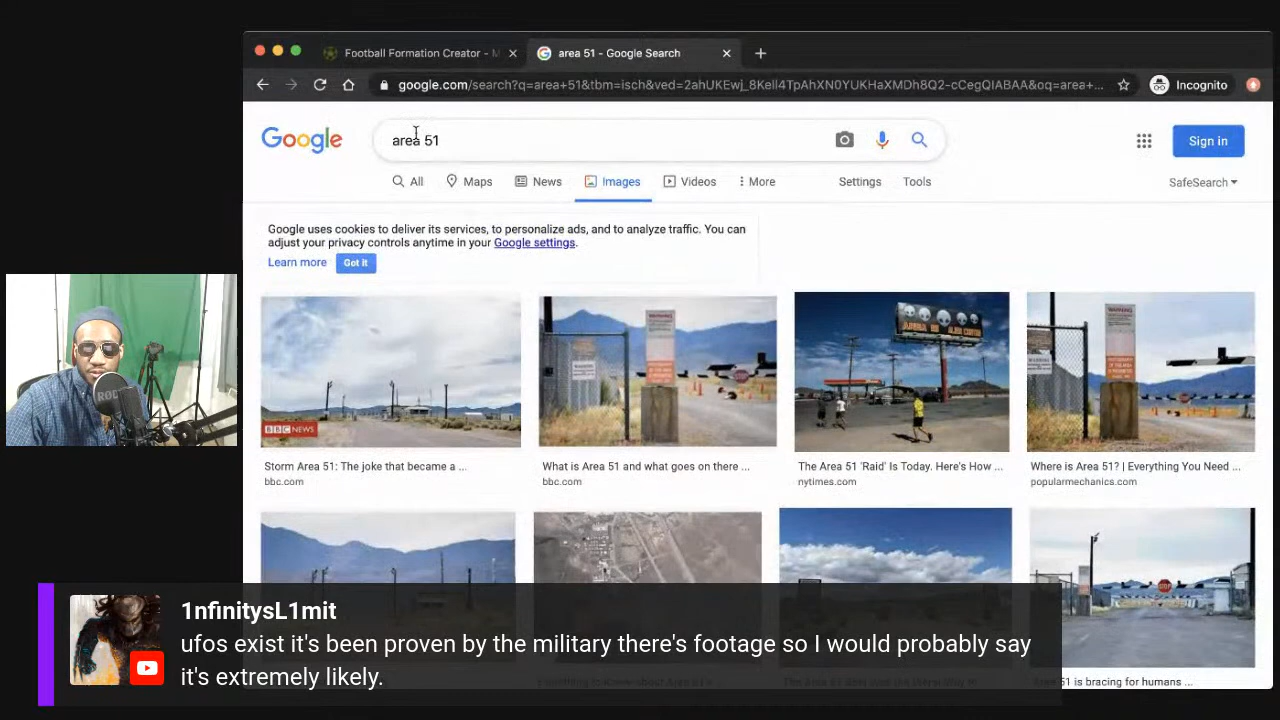 Football Formation Creator - M
area 51 - Google Search
google.com/search?q=area+51&tbm=isch&ved=2ahUKEwj_8Kell4TpAhXN0YUKHaXMDh8Q2-cCegQIABAA&oq=area+...
Incognito
Google
area 51
Sign in
All Maps News Images Videos More Settings Tools
SafeSearch
Google uses cookies to deliver its services, to personalize ads, and to analyze traffic. You can
adjust your privacy controls anytime in your Google settings.
Learn more Got it
BBC NEWS
Storm Area 51: The joke that became a ...
bbc.com
What is Area 51 and what goes on there ...
bbc.com
The Area 51 'Raid' Is Today. Here's How ...
nytimes.com
Where is Area 51? | Everything You Need ...
popularmechanics.com
STOP
1nfinitysL1mit
ufos exist it's been proven by the military there's footage so I would probably say
it's extremely likely.
Area 51 is bracing for humans ...